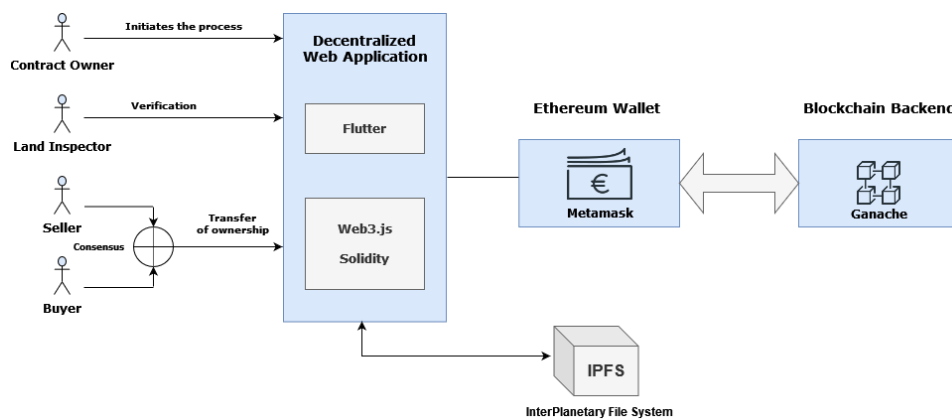 Initiates the process
Contract Owner
Verification
Land Inspector
Seller
Consensus
Transfer
of ownership
Buyer
Decentralized
Web Application
Flutter
Web3.js
Solidity
Ethereum Wallet
€
Metamask
Blockchain Backend
Ganache
IPFS
InterPlanetary File System